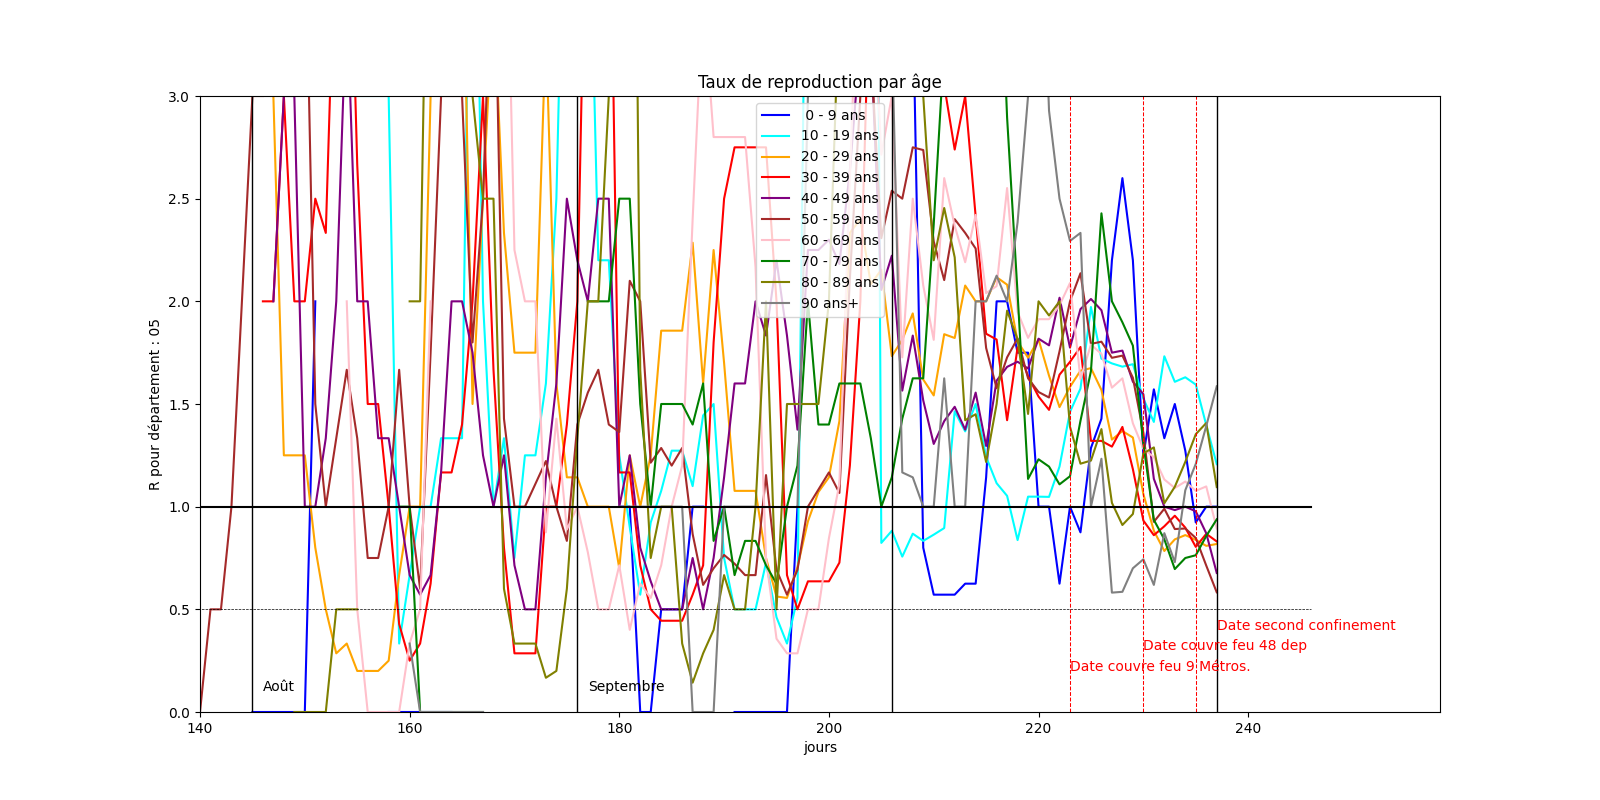 Taux de reproduction par âge
3.0
2.5
2.0
1.5
1.0
0.5
0.0
R pour département : 05
0 - 9 ans
10 - 19 ans
20 - 29 ans
30 - 39 ans
40 - 49 ans
50 - 59 ans
60 - 69 ans
70 - 79 ans
80 - 89 ans
90 ans+
Date second confinement
Date couvre feu 48 dep
Date couvre feu 9 Métros.
Août
Septembre
140
160
180
200
220
240
jours